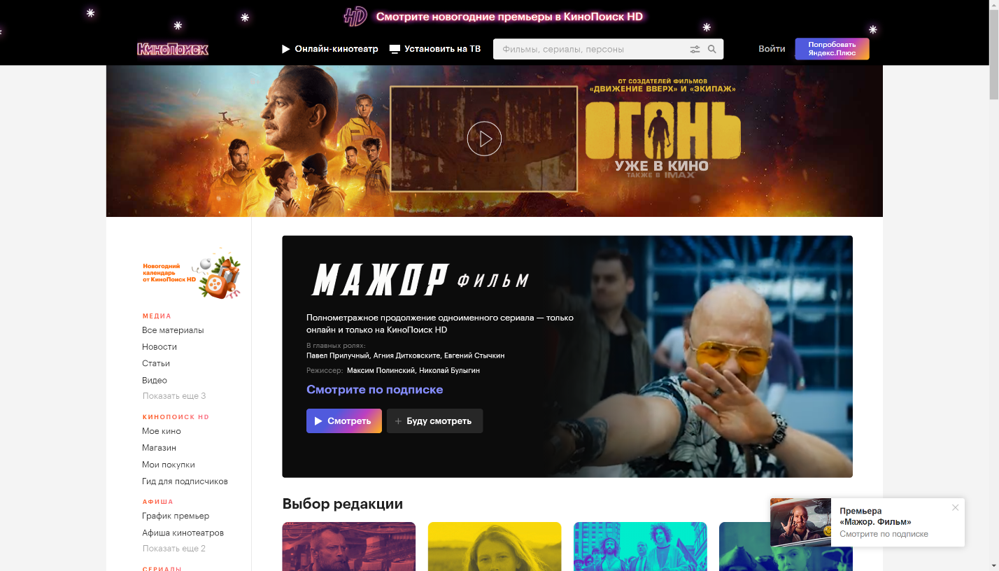 HD Смотрите новогодние премьеры в КиноПоиск HD
КиноПоиск
Онлайн-кинотеатр
Установить на ТВ
Фильмы, сериалы, персоны
Войти
Попробовать
Яндекс.Плюс
ОТ СОЗДАТЕЛЕЙ ФИЛЬМОВ
«ДВИЖЕНИЕ ВВЕРХ» И «ЭКИПАЖ»
ОГОНЬ
УЖЕ В КИНО
ТАКЖЕ В IMAX
Новогодний
календарь
от КиноПоиск HD
МЕДИА
Все материалы
Новости
Статьи
Видео
Показать еще 3
КИНОПОИСК HD
Мое кино
Магазин
Мои покупки
Гид для подписчиков
АФИША
График премьер
Афиша кинотеатров
Показать еще 2
СЕРИАЛЫ
МАЖОР ФИЛЬМ
Полнометражное продолжение одноименного сериала — только
онлайн и только на КиноПоиск HD
В главных ролях:
Павел Прилучный, Агния Дитковските, Евгений Стычкин
Режиссер: Максим Полинский, Николай Булыгин
Смотрите по подписке
Смотреть
+ Буду смотреть
Выбор редакции
Премьера
«Мажор. Фильм»
Смотрите по подписке